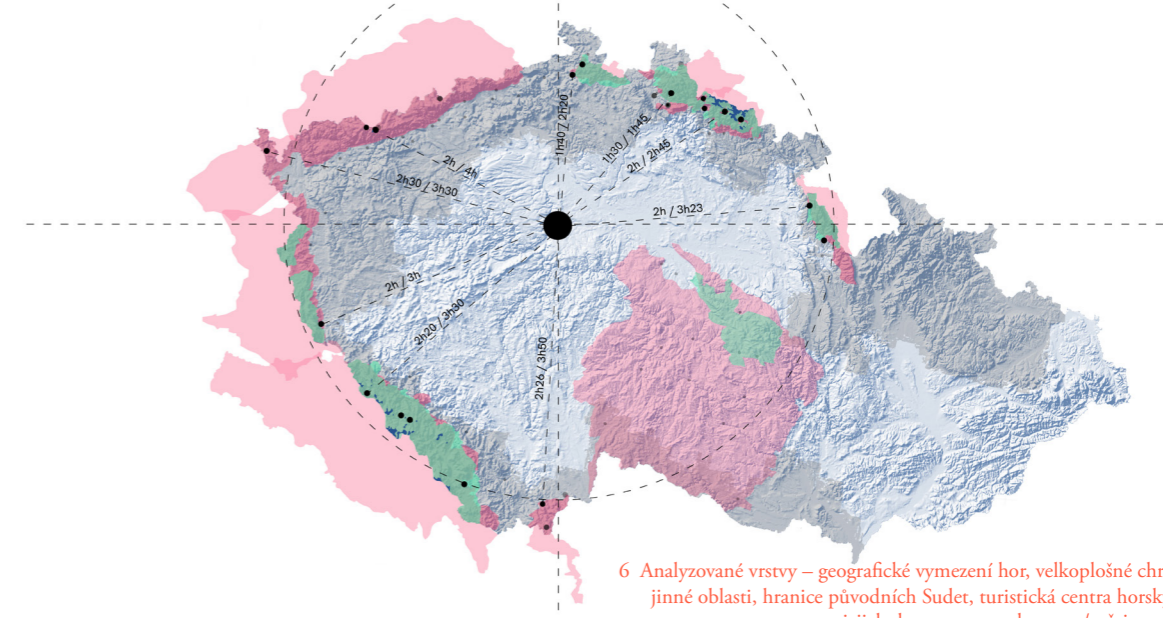 1h40 / 2h20
1h30 / 1h45
2h / 2h45
2h / 4h
2h30 / 3h30
2h / 3h23
2h / 3h
2h20 / 3h30
2h26 / 3h50
6 Analyzované vrstvy – geografické vymezení hor, velkoplošné chr
jinné oblasti, hranice původních Sudet, turistická centra horsk